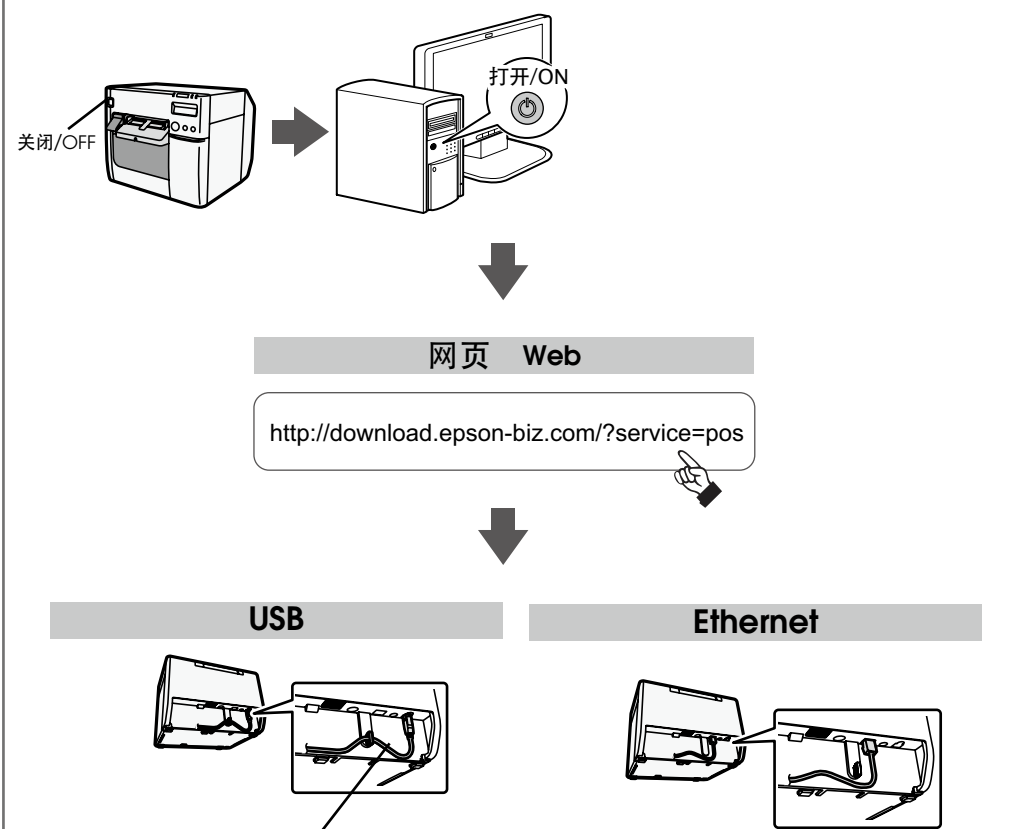 打开/ON
关闭/OFF
网页 Web
http://download.epson-biz.com/?service=pos
USB
Ethernet